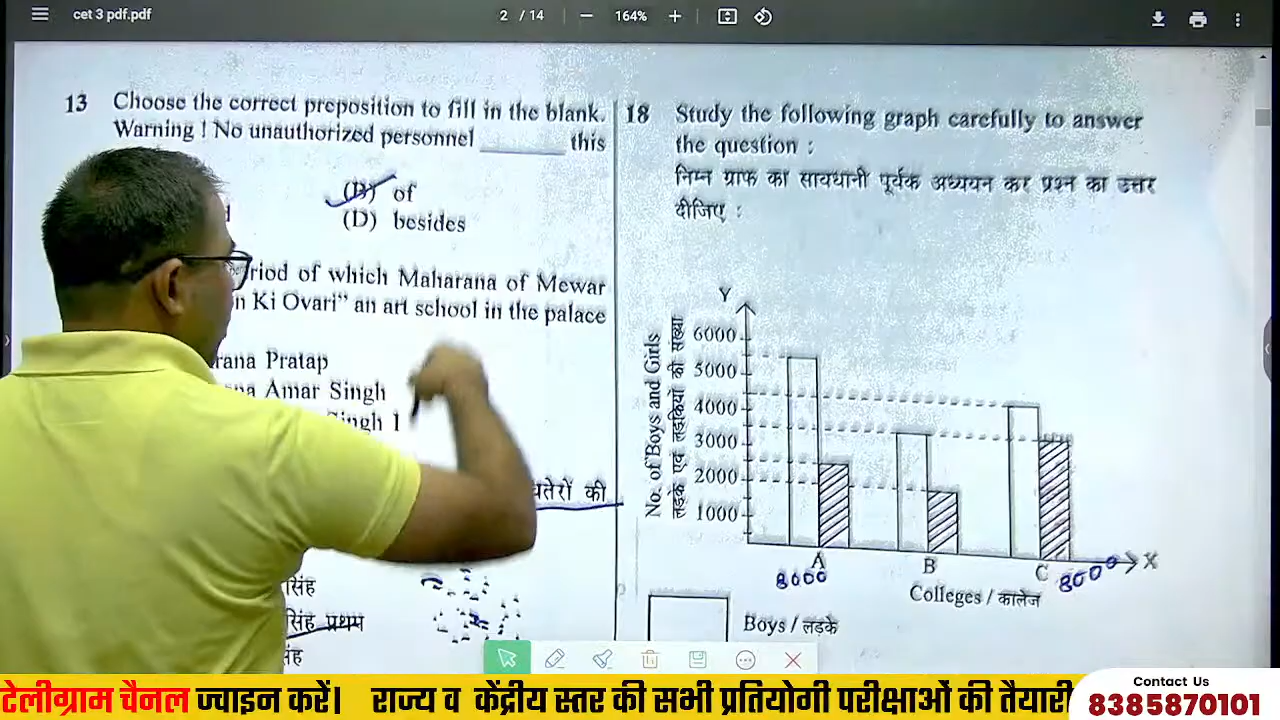 cet 3 pdf.pdf
2 / 14
164%
13 Choose the correct preposition to fill in the blank.
Warning ! No unauthorized personnel ______ this
(B) of
(D) besides
riod of which Maharana of Mewar
n Ki Ovari" an art school in the palace
rana Pratap
na Amar Singh
ingh 1
की
सिंह
सिंह प्रथम
18 Study the following graph carefully to answer
the question :
निम्न ग्राफ का सावधानी पूर्वक अध्ययन कर प्रश्न का उत्तर
दीजिए :
Y
No. of Boys and Girls
लड़के एवं लड़कियों की संख्या
6000
5000
4000
3000
2000
1000
A
B
C
X
8000
8000
Colleges / कालेज
Boys / लड़के
टेलीग्राम चैनल ज्वाइन करें। राज्य व केंद्रीय स्तर की सभी प्रतियोगी परीक्षाओं की तैयारी
Contact Us
8385870101